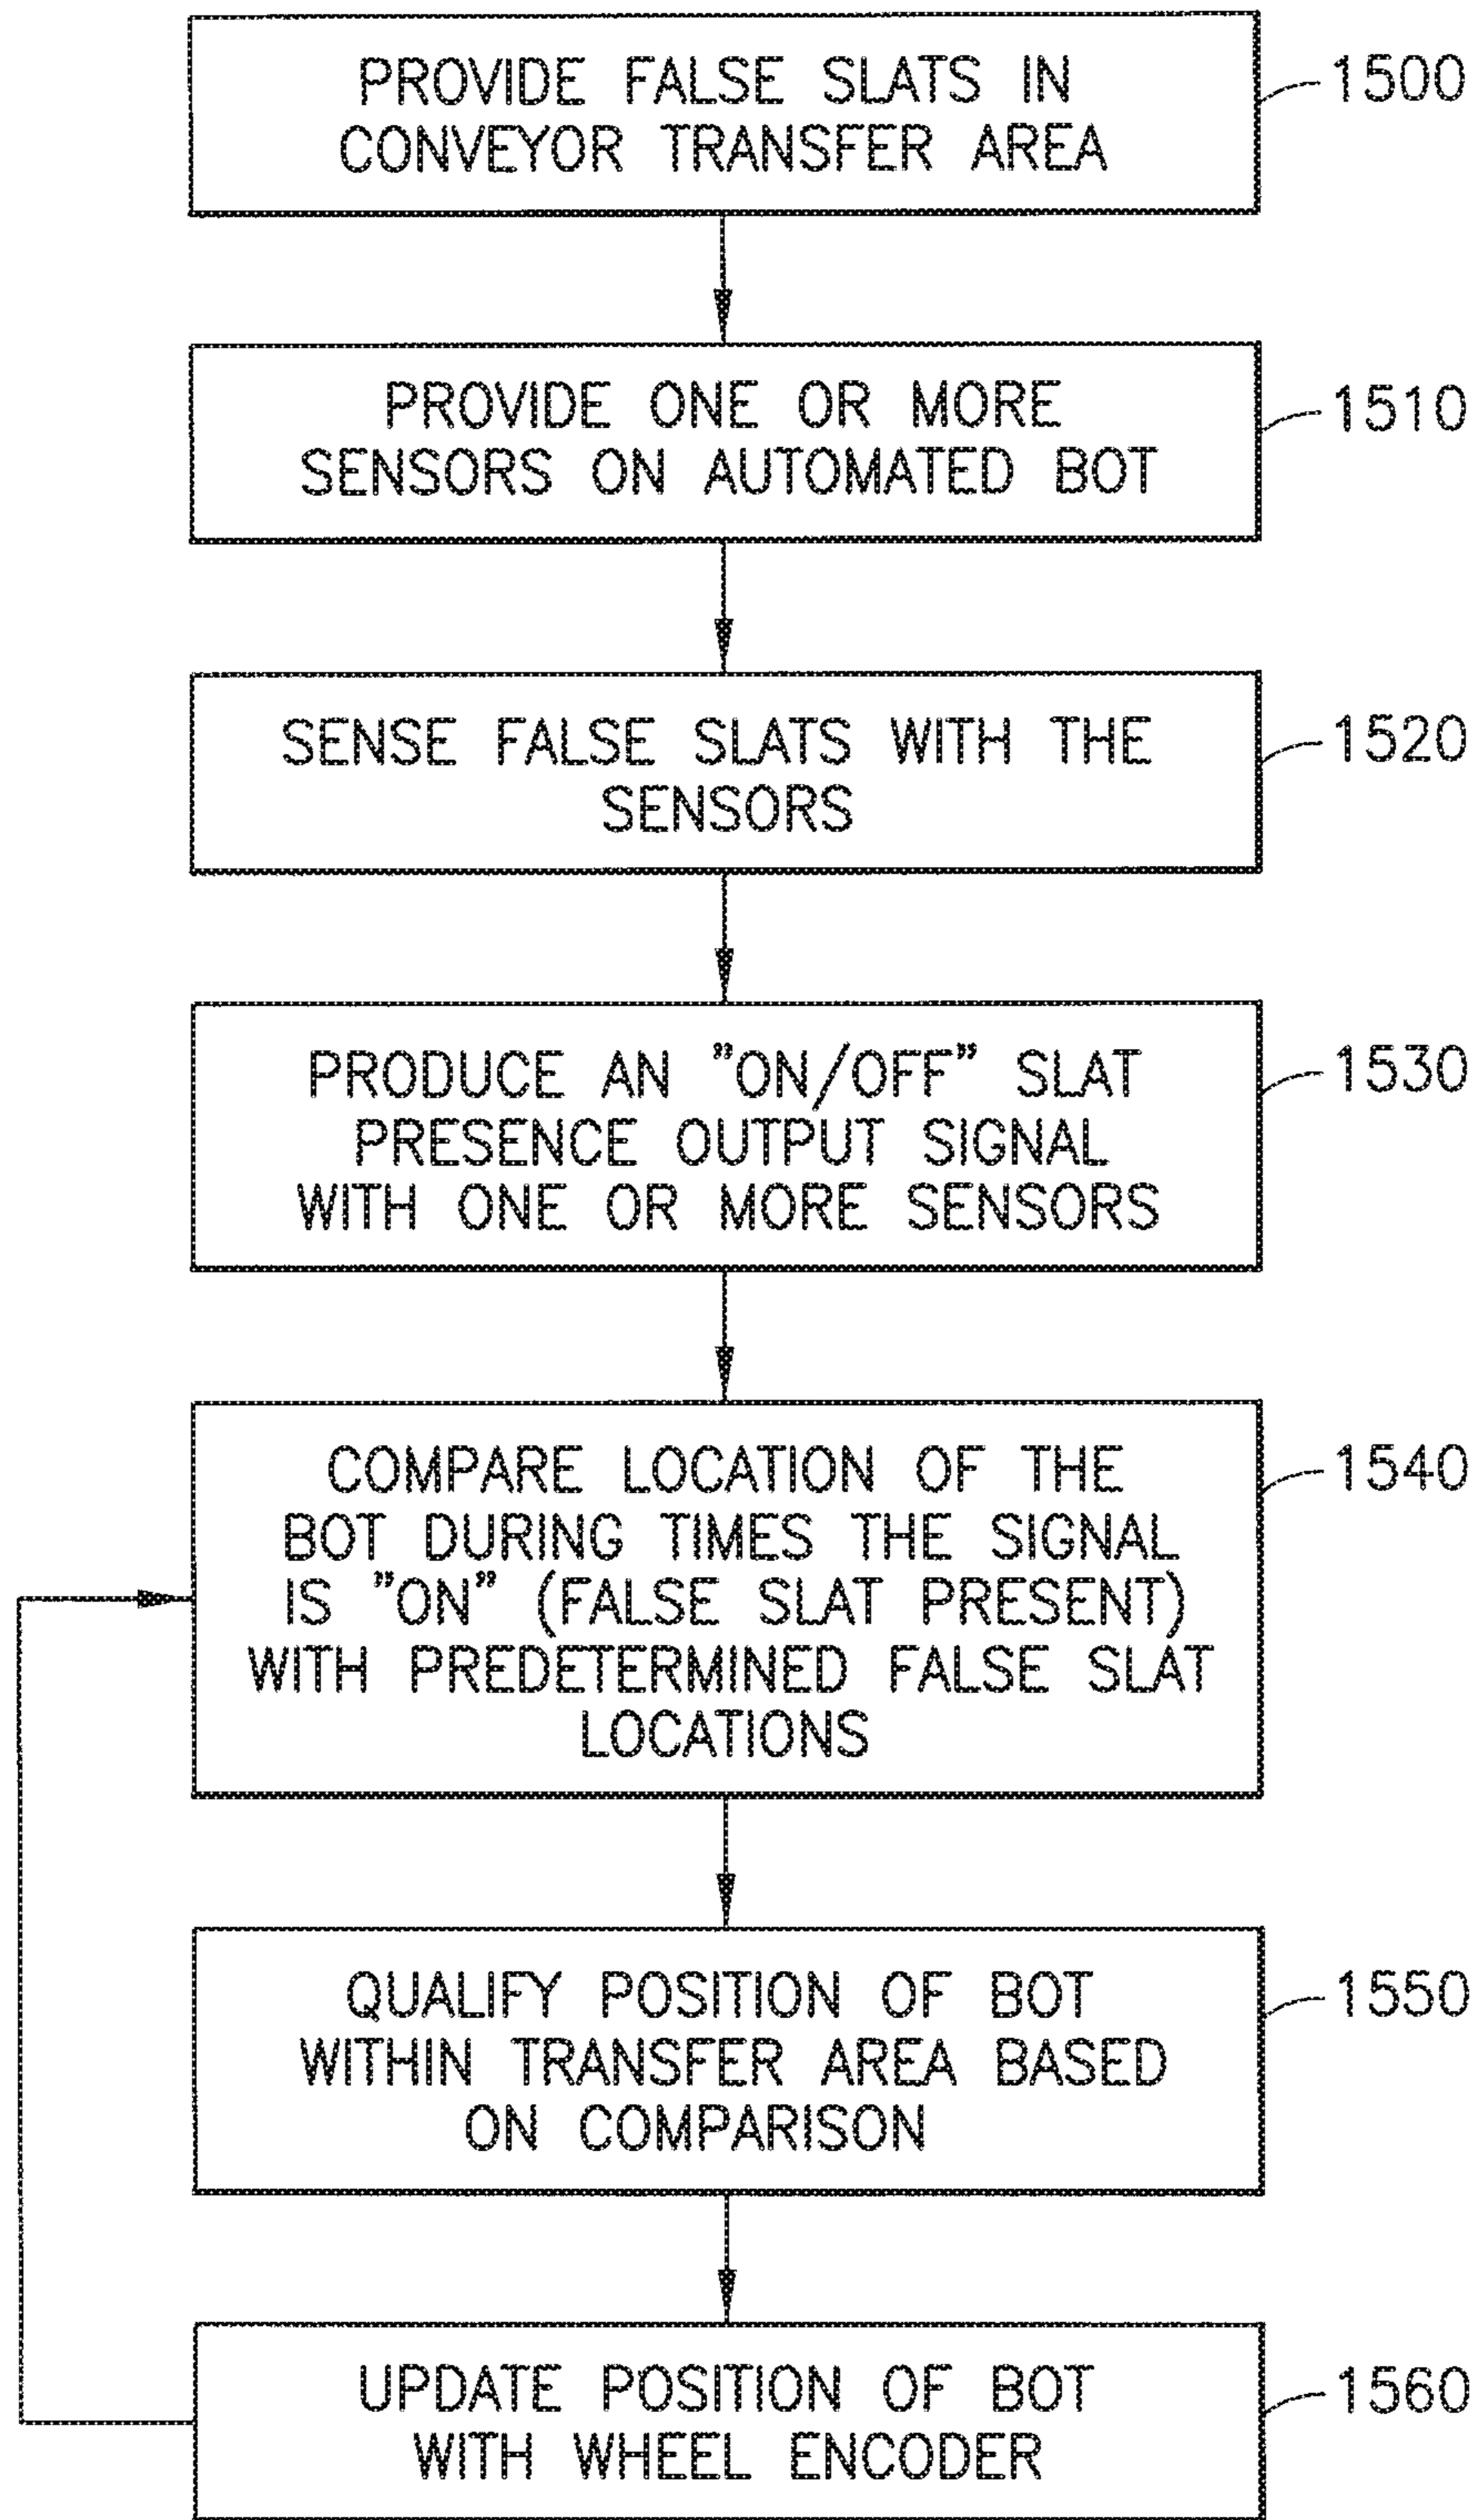 PROVIDE FALSE SLATS IN
CONVEYOR TRANSFER AREA
1500
PROVIDE ONE OR MORE
SENSORS ON AUTOMATED BOT
1510
SENSE FALSE SLATS WITH THE
SENSORS
1520
PRODUCE AN "ON/OFF" SLAT
PRESENCE OUTPUT SIGNAL
WITH ONE OR MORE SENSORS
1530
COMPARE LOCATION OF THE
BOT DURING TIMES THE SIGNAL
IS "ON" (FALSE SLAT PRESENT)
WITH PREDETERMINED FALSE SLAT
LOCATIONS
1540
QUALIFY POSITION OF BOT
WITHIN TRANSFER AREA BASED
ON COMPARISON
1550
UPDATE POSITION OF BOT
WITH WHEEL ENCODER
1560